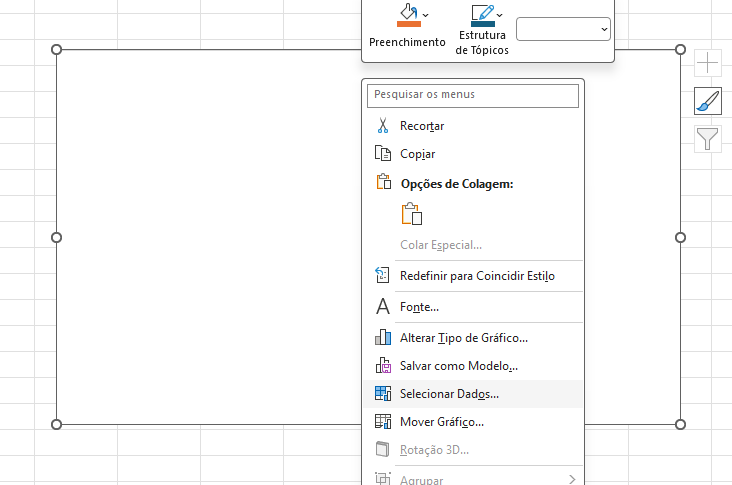 Preenchimento
Estrutura
de Tópicos
Pesquisar os menus
Recortar
Copiar
Opções de Colagem:
Colar Especial...
Redefinir para Coincidir Estilo
Fonte...
Alterar Tipo de Gráfico...
Salvar como Modelo...
Selecionar Dados...
Mover Gráfico...
Rotação 3D...
Agrupar